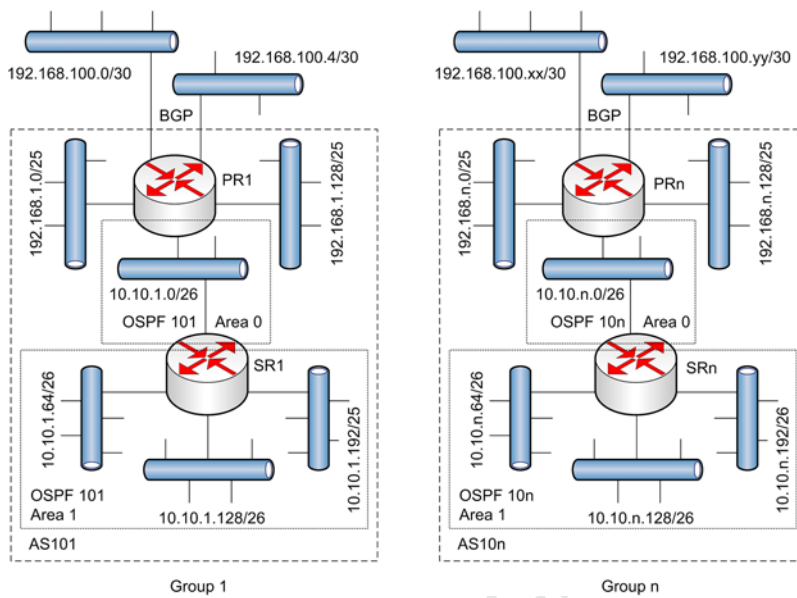 192.168.100.0/30
192.168.100.4/30
BGP
192.168.1.0/25
PR1
192.168.1.128/25
10.10.1.0/26
OSPF 101 Area 0
SR1
10.10.1.64/26
10.10.1.192/25
OSPF 101
Area 1
10.10.1.128/26
AS101
Group 1
192.168.100.xx/30
192.168.100.yy/30
BGP
192.168.n.0/25
PRn
192.168.n.128/25
10.10.n.0/26
OSPF 10n Area 0
SRn
10.10.n.64/26
10.10.n.192/26
OSPF 10n
Area 1
10.10.n.128/26
AS10n
Group n